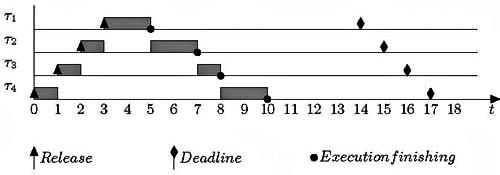 τ1
τ2
τ3
τ4
0 1 2 3 4 5 6 7 8 9 10 11 12 13 14 15 16 17 18 t
Release Deadline Execution finishing